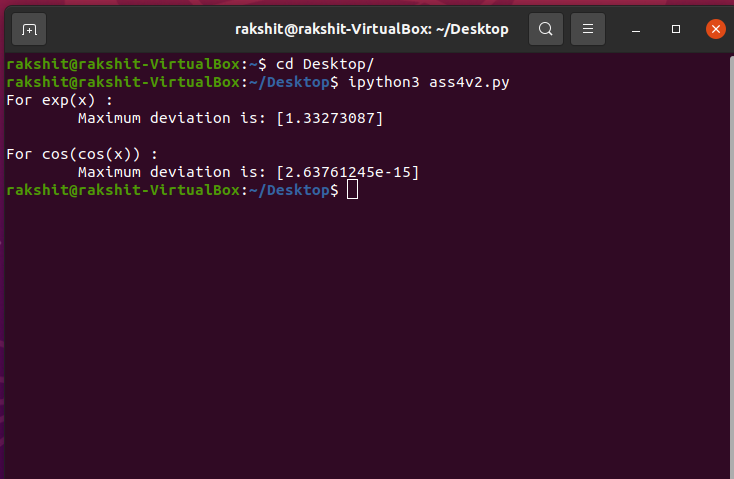 rakshit@rakshit-VirtualBox: ~/Desktop
rakshit@rakshit-VirtualBox:~$ cd Desktop/
rakshit@rakshit-VirtualBox:~/Desktop$ ipython3 ass4v2.py
For exp(x) :
        Maximum deviation is: [1.33273087]

For cos(cos(x)) :
        Maximum deviation is: [2.63761245e-15]
rakshit@rakshit-VirtualBox:~/Desktop$